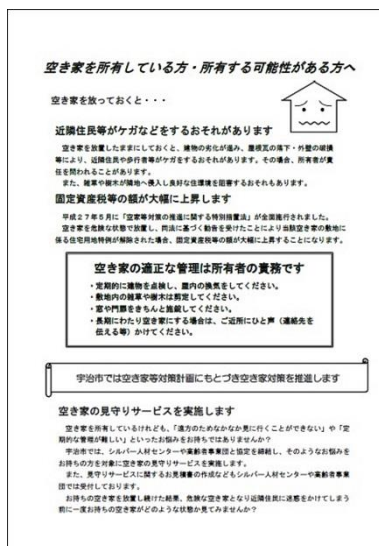 空き家を所有している方・所有する可能性がある方へ
空き家を放っておくと・・・
近隣住民等がケガなどをするおそれがあります
空き家を放置したままにしておくと、建物の劣化が進み、屋根瓦の落下・外壁の破損
等により、近隣住民や歩行者等がケガをするおそれがあります。その場合、所有者が責
任を問われることがあります。
また、雑草や樹木が隣地へ侵入し良好な住環境を阻害するおそれもあります。
固定資産税等の額が大幅に上昇します
平成27年5月に「空家等対策の推進に関する特別措置法」が全面施行されました。
空き家を危険な状態で放置し、同法に基づく勧告を受けたことにより当該空き家の敷地に
係る住宅用地特例が解除された場合、固定資産税等の額が大幅に上昇することになります。
空き家の適正な管理は所有者の責務です
・定期的に建物を点検し、屋内の換気をしてください。
・敷地内の雑草や樹木は剪定してください。
・窓や門扉をきちんと施錠してください。
・長期にわたり空き家にする場合は、ご近所にひと声（連絡先を
伝える等）かけてください。
宇治市では空き家等対策計画にもとづき空き家対策を推進します
空き家の見守りサービスを実施します
空き家を所有しているけれども、「遠方のためなかなか見に行くことができない」や「定
期的な管理が難しい」といったお悩みをお持ちではありませんか？
宇治市では、シルバー人材センターや高齢者事業団と協定を締結し、そのようなお悩みを
お持ちの方を対象に空き家の見守りサービスを実施します。
また、見守りサービスに関するお見積書の作成などもシルバー人材センターや高齢者事業
団では受付しております。
お持ちの空き家を放置し続けた結果、危険な空き家となり近隣住民に迷惑をかけてしまう
前に一度お持ちの空き家がどのような状態か見てみませんか？